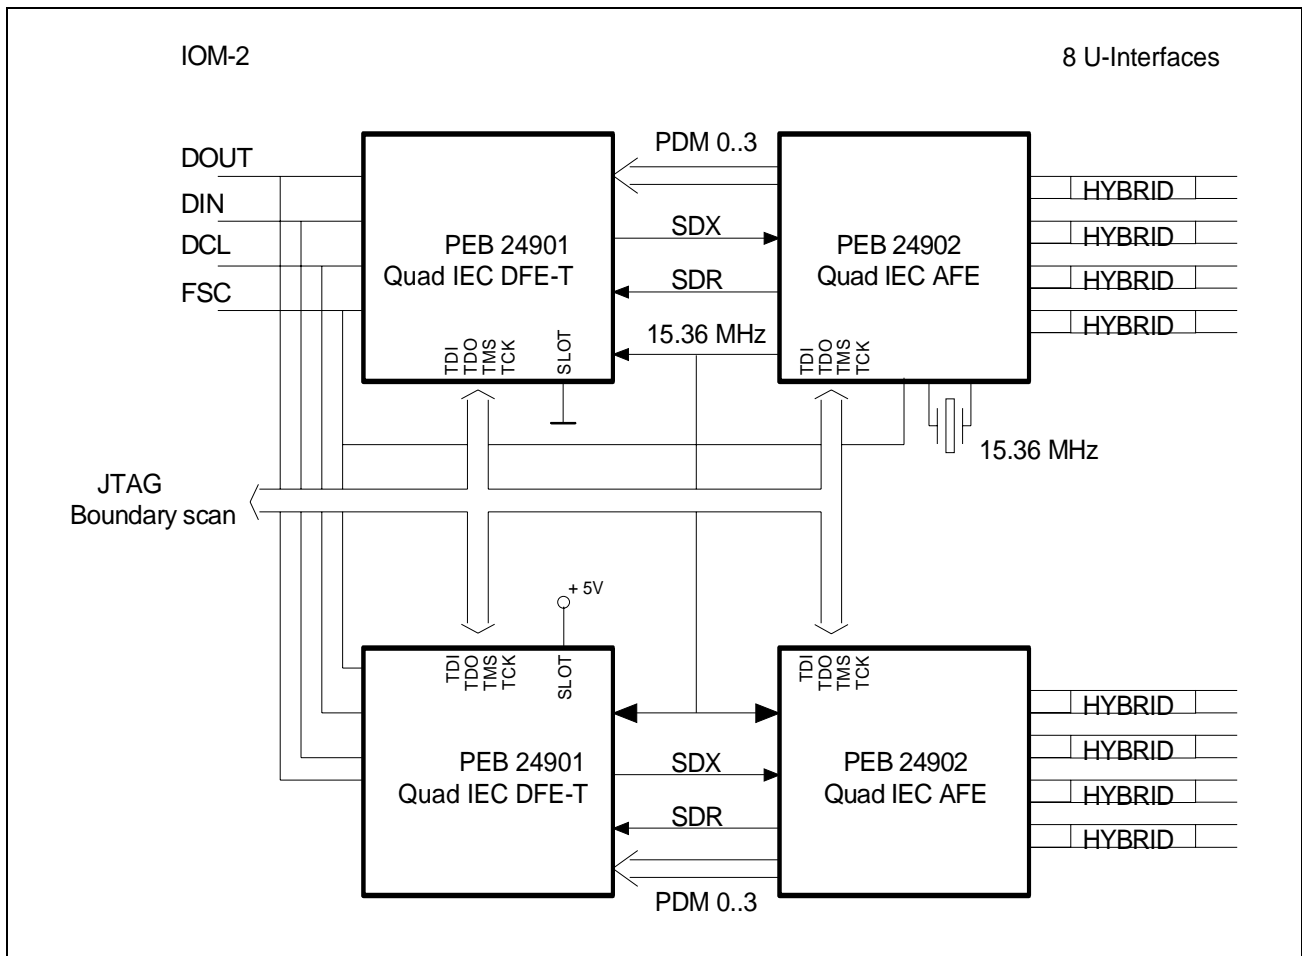 IOM-2
8 U-Interfaces
DOUT
DIN
DCL
FSC
PEB 24901
Quad IEC DFE-T
TDI
TDO
TMS
TCK
SLOT
PDM 0..3
SDX
SDR
15.36 MHz
PEB 24902
Quad IEC AFE
TDI
TDO
TMS
TCK
HYBRID
HYBRID
HYBRID
HYBRID
15.36 MHz
JTAG
Boundary scan
+ 5V
TDI
TDO
TMS
TCK
SLOT
PEB 24901
Quad IEC DFE-T
SDX
SDR
PDM 0..3
TDI
TDO
TMS
TCK
PEB 24902
Quad IEC AFE
HYBRID
HYBRID
HYBRID
HYBRID